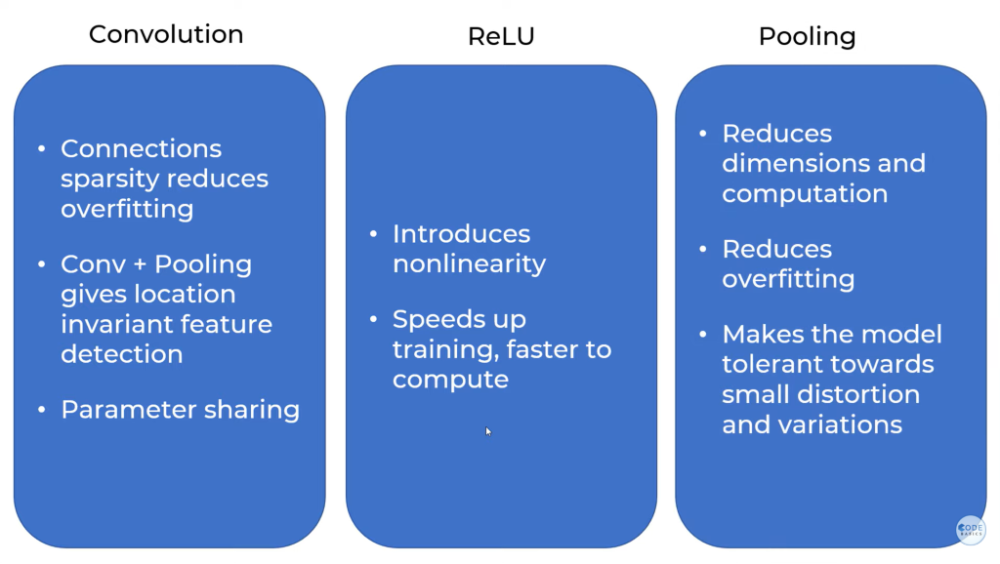 Convolution
ReLU
Pooling
• Connections
sparsity reduces
overfitting
• Conv + Pooling
gives location
invariant feature
detection
• Parameter sharing
• Introduces
nonlinearity
• Speeds up
training, faster to
compute
• Reduces
dimensions and
computation
• Reduces
overfitting
• Makes the model
tolerant towards
small distortion
and variations
CODE
BASICS